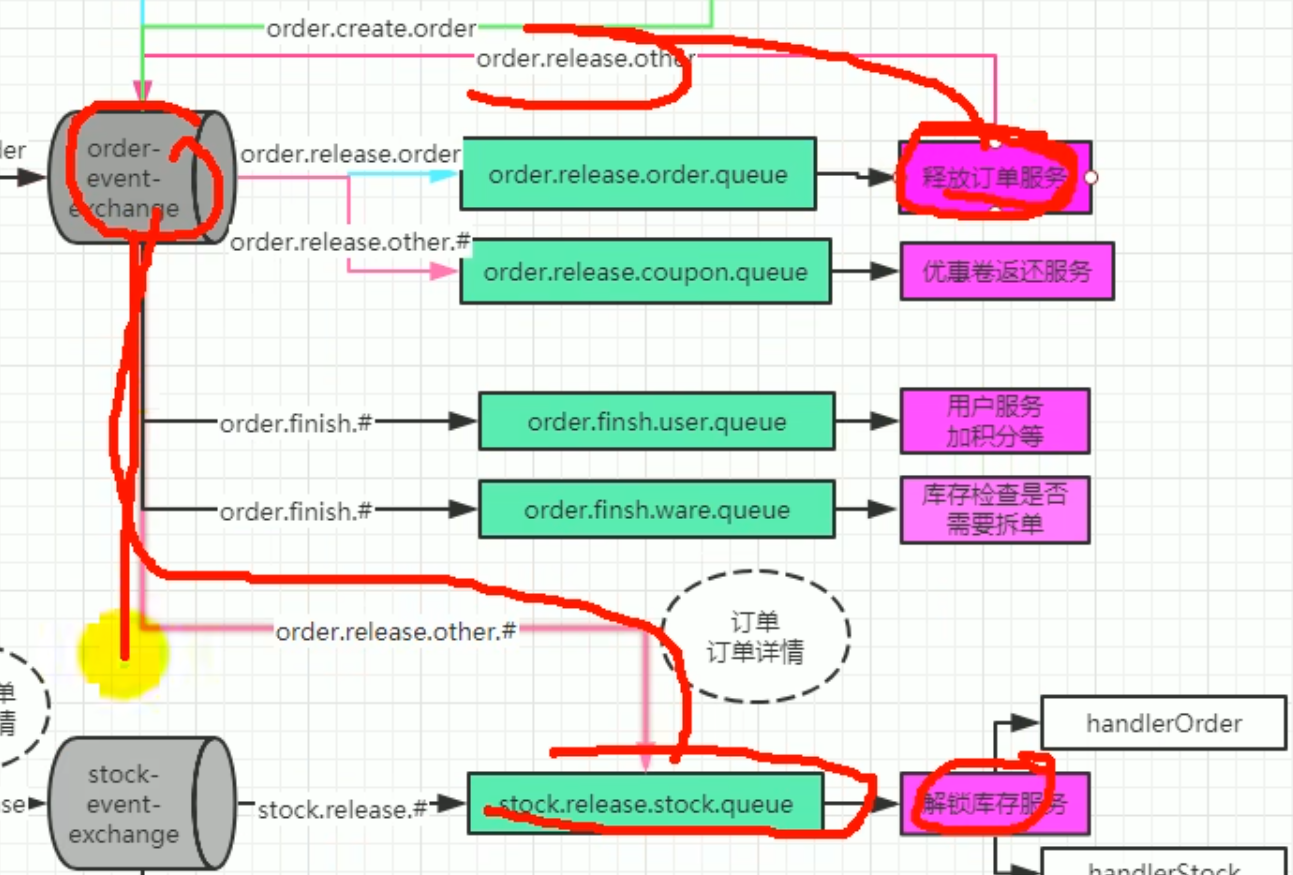 order.create.order
order.release.other
order-
event-
exchange
der
order.release.order
order.release.order.queue
释放订单服务
order.release.other.#
order.release.coupon.queue
优惠卷返还服务
order.finish.#
order.finsh.user.queue
用户服务
加积分等
order.finish.#
order.finsh.ware.queue
库存检查是否
需要拆单
order.release.other.#
订单
订单详情
单
情
handlerOrder
stock-
event-
exchange
se
stock.release.#
stock.release.stock.queue
解锁库存服务
handlerStock